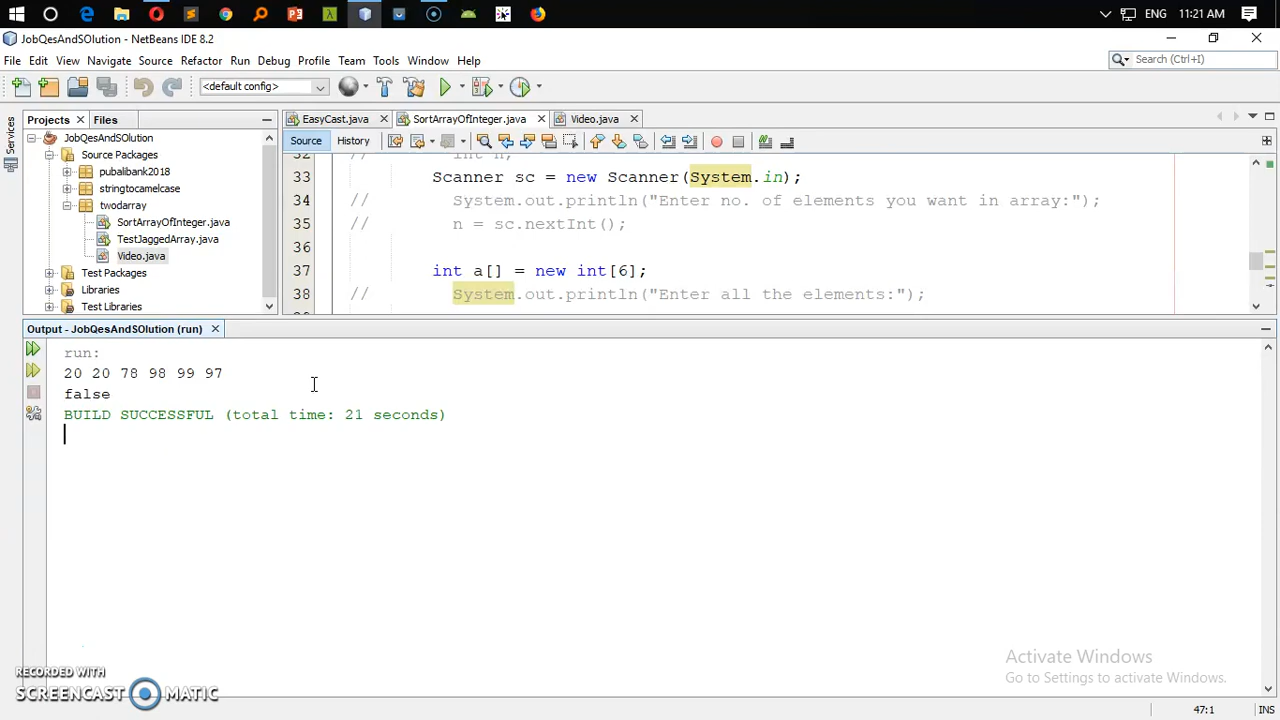 ENG 11:21 AM
JobQesAndSOlution - NetBeans IDE 8.2
File Edit View Navigate Source Refactor Run Debug Profile Team Tools Window Help
Search (Ctrl+I)
<default config>
Projects Files
EasyCast.java SortArrayOfInteger.java Video.java
Services
JobQesAndSOlution
Source Packages
pubalibank2018
stringtocamelcase
twodarray
SortArrayOfInteger.java
TestJaggedArray.java
Video.java
Test Packages
Libraries
Test Libraries
Source History
32 // int n;
33 Scanner sc = new Scanner(System.in);
34 // System.out.println("Enter no. of elements you want in array:");
35 // n = sc.nextInt();
36
37 int a[] = new int[6];
38 // System.out.println("Enter all the elements:");
Output - JobQesAndSOlution (run)
run:
20 20 78 98 99 97
false
BUILD SUCCESSFUL (total time: 21 seconds)
Activate Windows
Go to Settings to activate Windows.
RECORDED WITH
SCREENCAST MATIC
47:1 INS